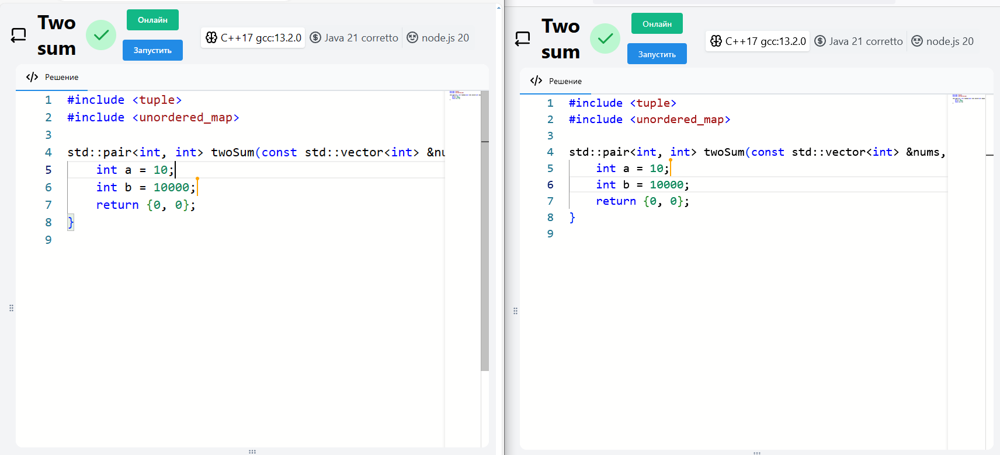 Two
sum
Онлайн
Запустить
C++17 gcc:13.2.0
Java 21 corretto
node.js 20
Решение
1 #include <tuple>
2 #include <unordered_map>
3
4 std::pair<int, int> twoSum(const std::vector<int> &nu
5 int a = 10;
6 int b = 10000;
7 return {0, 0};
8 }
9
Two
sum
Онлайн
Запустить
C++17 gcc:13.2.0
Java 21 corretto
node.js 20
Решение
1 #include <tuple>
2 #include <unordered_map>
3
4 std::pair<int, int> twoSum(const std::vector<int> &nums,
5 int a = 10;
6 int b = 10000;
7 return {0, 0};
8 }
9